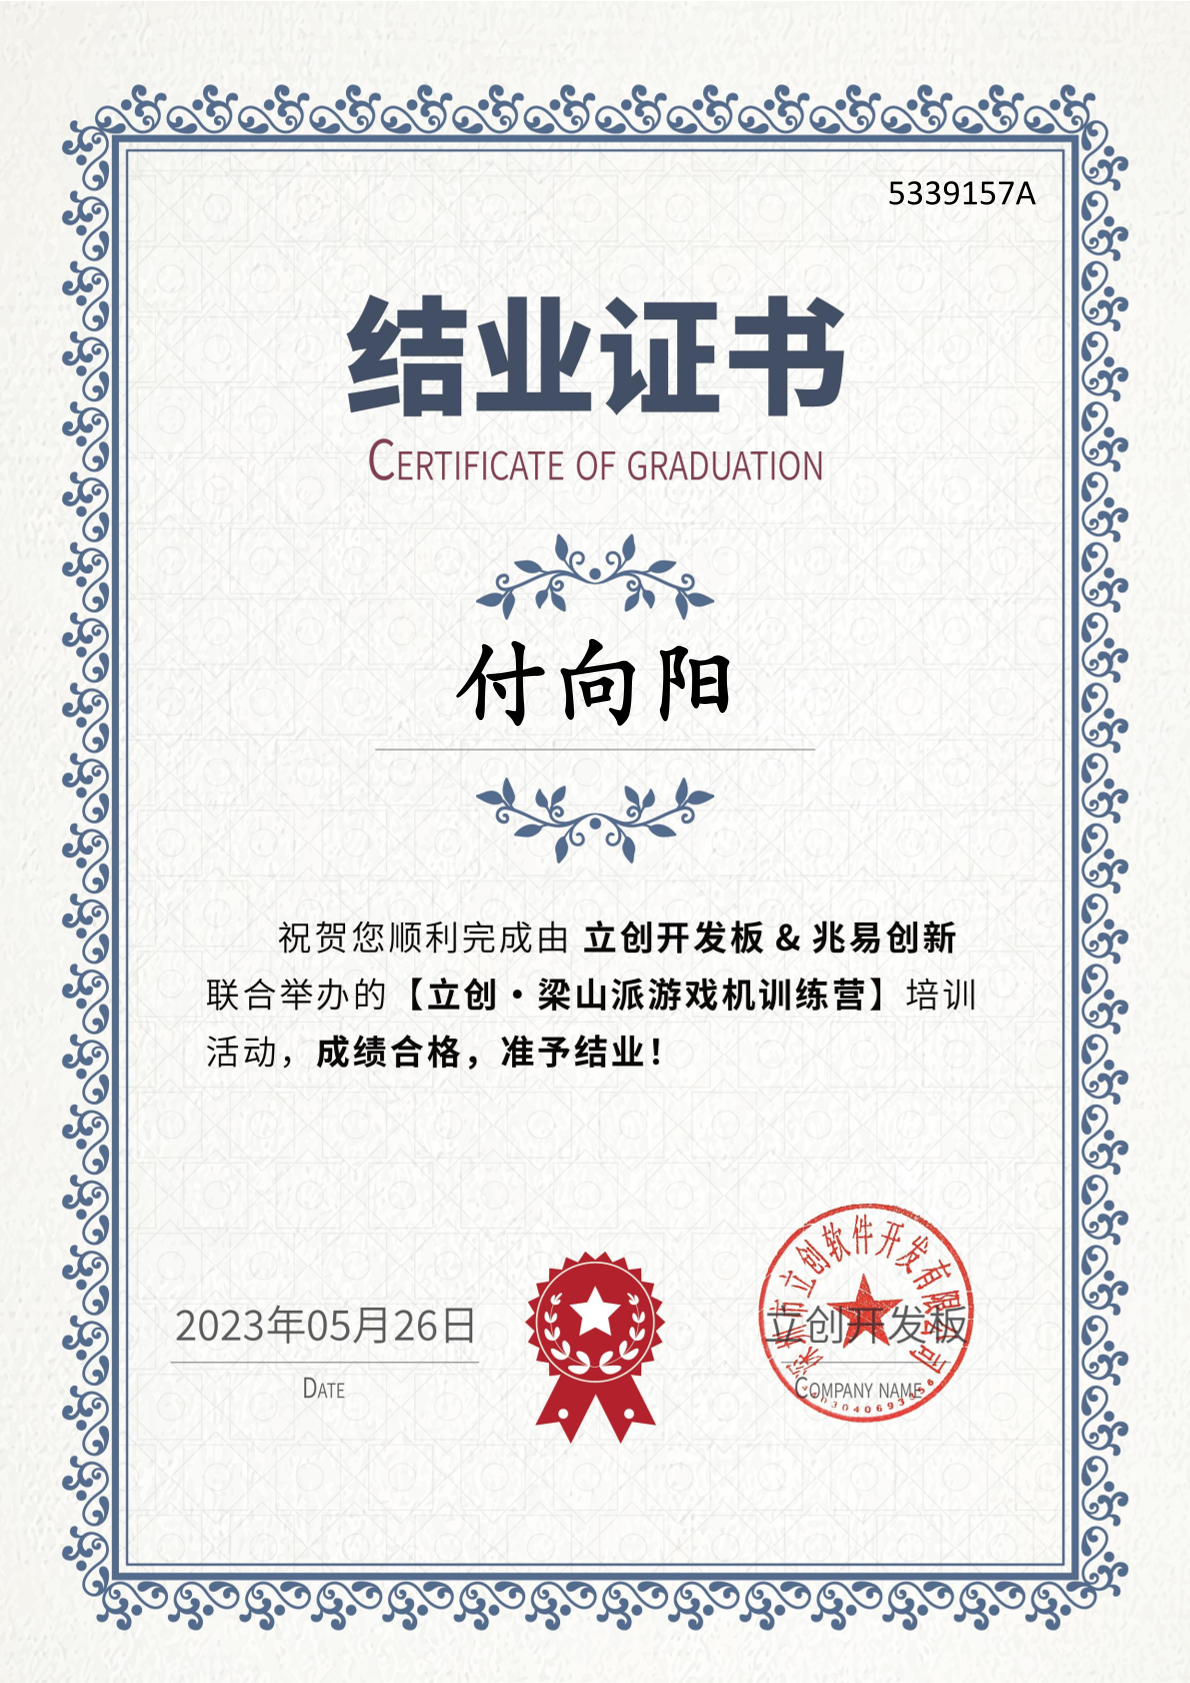 5339157A
结业证书
CERTIFICATE OF GRADUATION
付向阳
祝贺您顺利完成由 立创开发板 & 兆易创新
联合举办的【立创·梁山派游戏机训练营】培训
活动，成绩合格，准予结业！
2023年05月26日
DATE
深圳市立创软件开发有限公司
立创开发板
COMPANY NAME